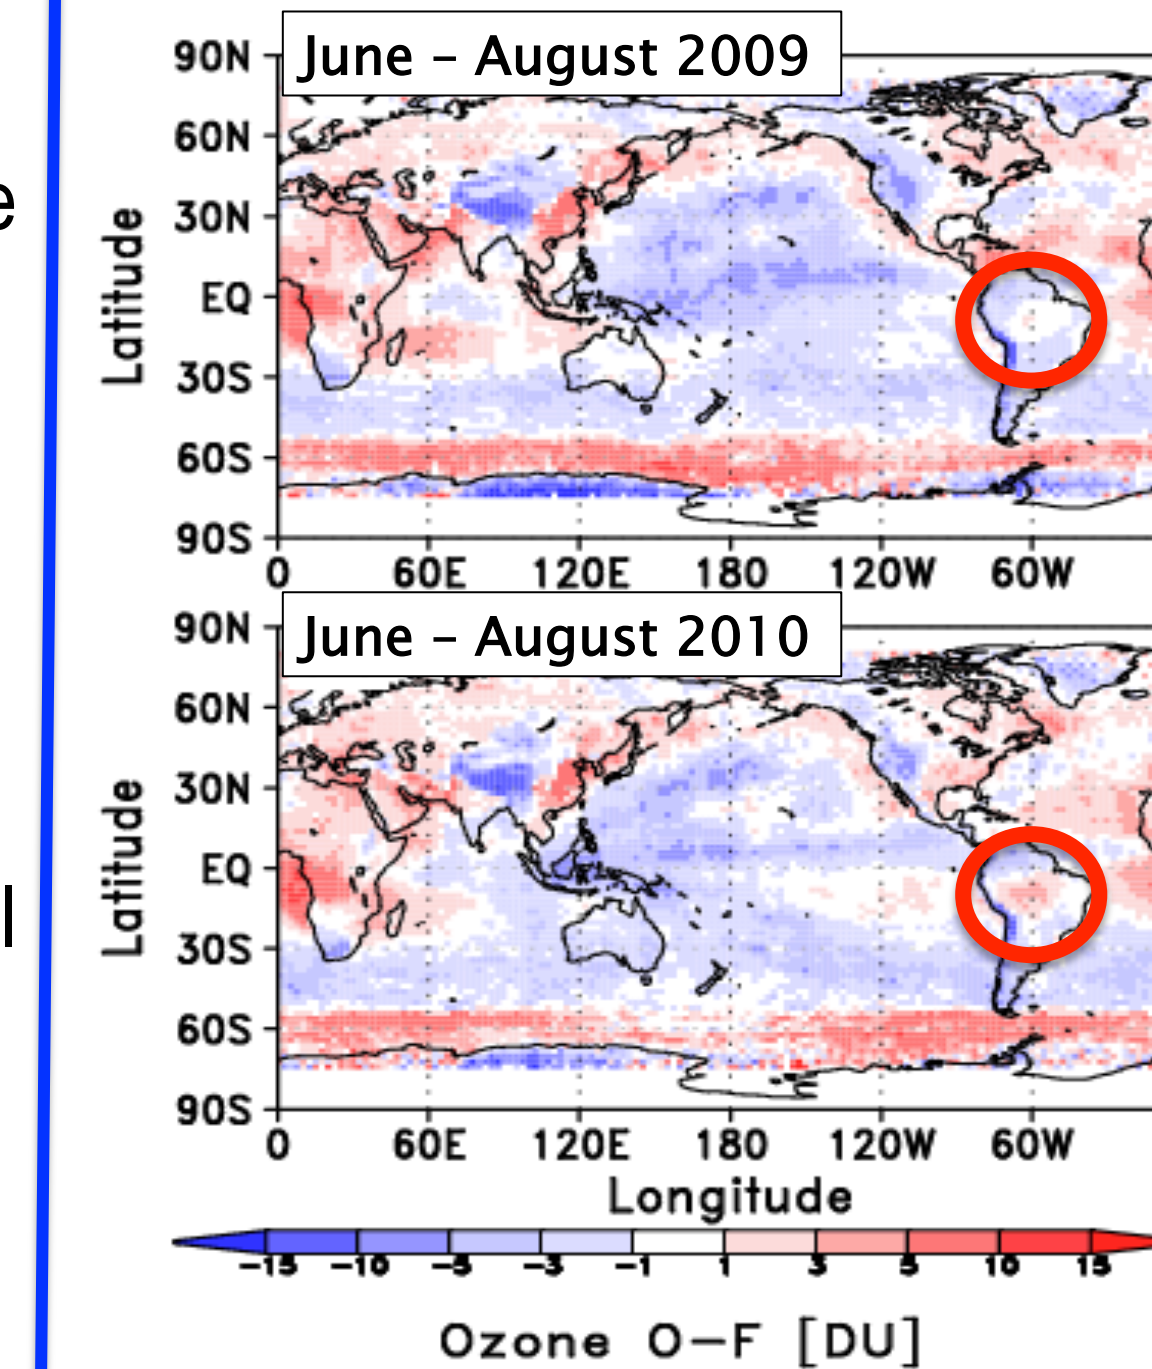 e
l
June – August 2009
Latitude
90N
60N
30N
EQ
30S
60S
90S
0 60E 120E 180 120W 60W
June – August 2010
Latitude
90N
60N
30N
EQ
30S
60S
90S
0 60E 120E 180 120W 60W
Longitude
−15 −10 −5 −3 −1 1 3 5 10 15
Ozone O−F [DU]